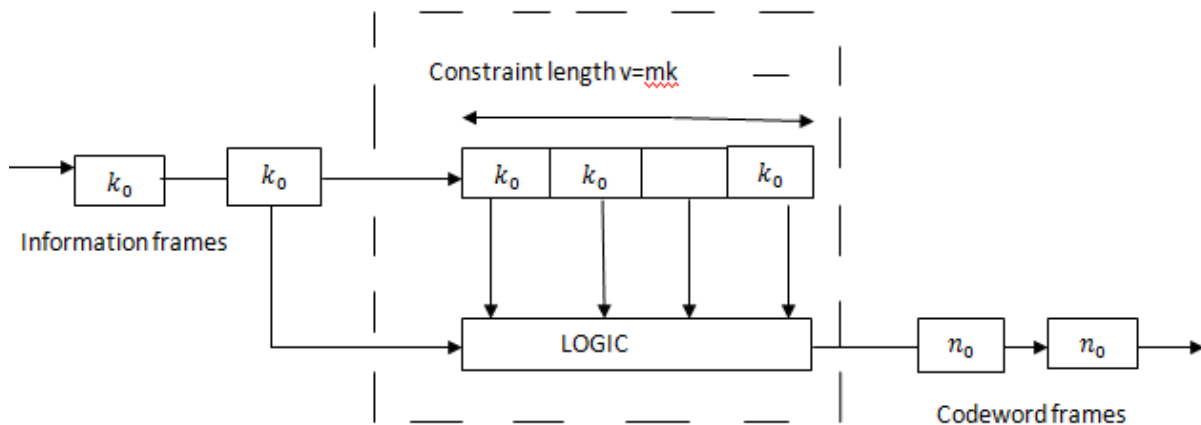 Constraint length v=mk
k₀
k₀
k₀
k₀
k₀
Information frames
LOGIC
n₀
n₀
Codeword frames